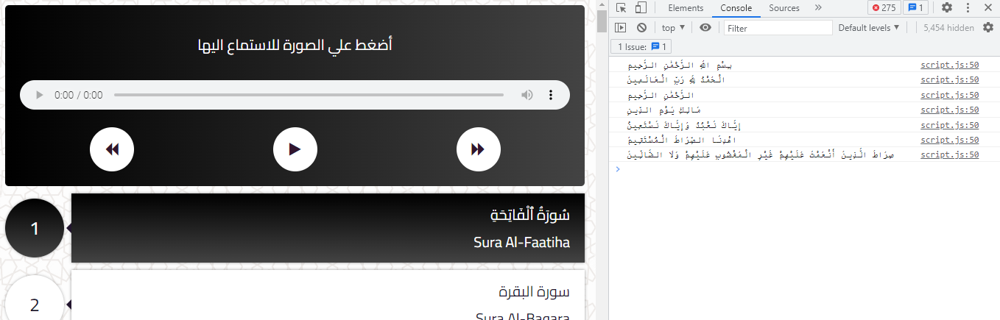 أضغط علي الصورة للاستماع اليها
0:00 / 0:00
1
سُورَةُ ٱلْفَاتِحَةِ
Sura Al-Faatiha
2
سورة البقرة
Sura Al-Baqara
Elements Console Sources » 275 1
top ▼ Filter Default levels ▼ 5,454 hidden
1 Issue: 1
بِسْمِ اللَّهِ الرَّحْمَٰنِ الرَّحِيمِ script.js:50
الْحَمْدُ لِلَّهِ رَبِّ الْعَالَمِينَ script.js:50
الرَّحْمَٰنِ الرَّحِيمِ script.js:50
مَالِكِ يَوْمِ الدِّينِ script.js:50
إِيَّاكَ نَعْبُدُ وَإِيَّاكَ نَسْتَعِينُ script.js:50
اهْدِنَا الصِّرَاطَ الْمُسْتَقِيمَ script.js:50
صِرَاطَ الَّذِينَ أَنْعَمْتَ عَلَيْهِمْ غَيْرِ الْمَغْضُوبِ عَلَيْهِمْ وَلَا الضَّالِّينَ script.js:50